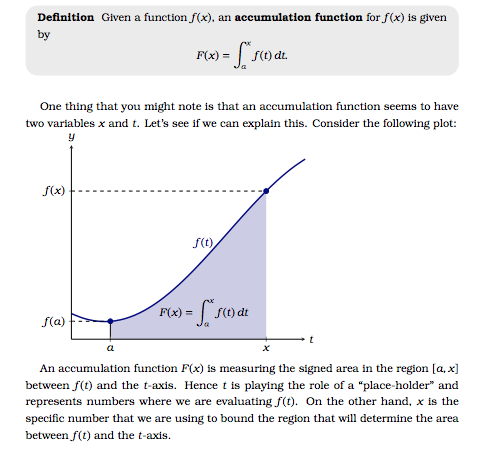 Definition Given a function f(x), an accumulation function for f(x) is given
by
F(x) = ∫ₐˣ f(t) dt.
One thing that you might note is that an accumulation function seems to have
two variables x and t. Let's see if we can explain this. Consider the following plot:
y
f(x)
f(t)
F(x) = ∫ₐˣ f(t) dt
f(a)
t
a x
An accumulation function F(x) is measuring the signed area in the region [a, x]
between f(t) and the t-axis. Hence t is playing the role of a “place-holder” and
represents numbers where we are evaluating f(t). On the other hand, x is the
specific number that we are using to bound the region that will determine the area
between f(t) and the t-axis.